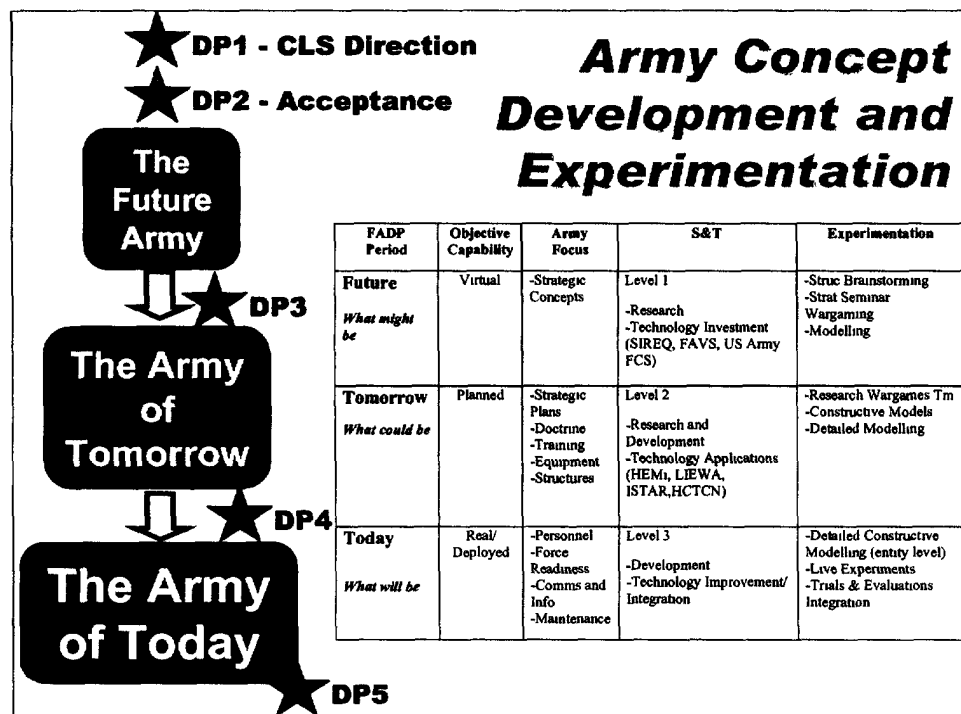 DP1 - CLS Direction
DP2 - Acceptance
Army Concept
Development and
Experimentation
The
Future
Army
DP3
The Army
of
Tomorrow
DP4
The Army
of Today
DP5
FADP Period | Objective Capability | Army Focus | S&T | Experimentation
Future
What might
be
Virtual
-Strategic
Concepts
Level 1
-Research
-Technology Investment
(SIREQ, FAVS, US Army
FCS)
-Struc Brainstorming
-Strat Seminar
Wargaming
-Modelling
Tomorrow
What could be
Planned
-Strategic
Plans
-Doctrine
-Training
-Equipment
-Structures
Level 2
-Research and
Development
-Technology Applications
(HEMi, LIEWA,
ISTAR,HCTCN)
-Research Wargames Tm
-Constructive Models
-Detailed Modelling
Today
What will be
Real/
Deployed
-Personnel
-Force
Readiness
-Comms and
Info
-Maintenance
Level 3
-Development
-Technology Improvement/
Integration
-Detailed Constructive
Modelling (entity level)
-Live Experiments
-Trials & Evaluations
Integration